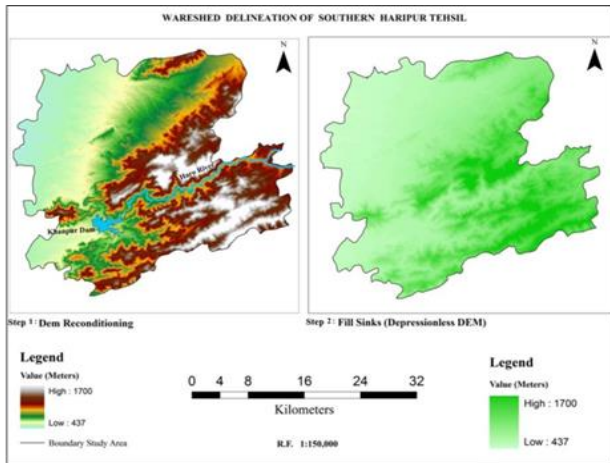 WARESHED DELINEATION OF SOUTHERN HARIPUR TEHSIL
N
N
Haro River
Khanpur Dam
Step 1: Dem Reconditioning
Step 2: Fill Sinks (Depressionless DEM)
Legend
Value (Meters)
High : 1700
Low : 437
Boundary Study Area
0 4 8 16 24 32
Kilometers
R.F. 1:150,000
Legend
Value (Meters)
High : 1700
Low : 437